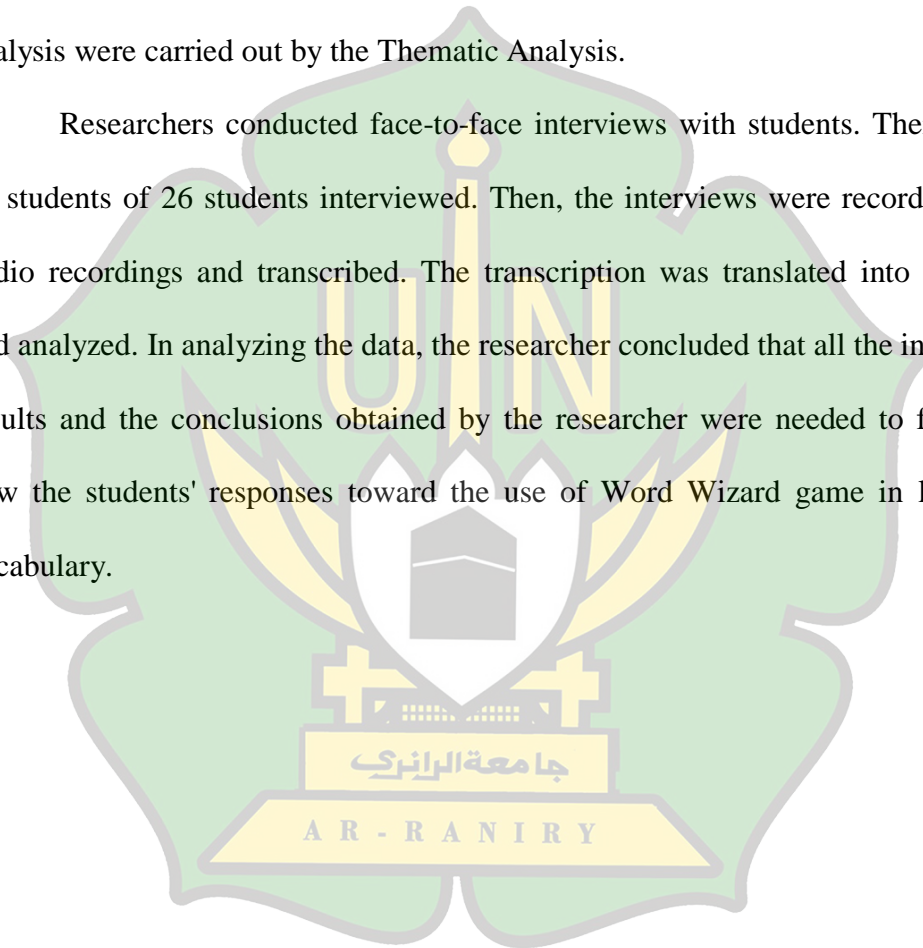 alysis were carried out by the Thematic Analysis.
Researchers conducted face-to-face interviews with students. The
students of 26 students interviewed. Then, the interviews were record
dio recordings and transcribed. The transcription was translated into
d analyzed. In analyzing the data, the researcher concluded that all the in
ults and the conclusions obtained by the researcher were needed to f
w the students' responses toward the use of Word Wizard game in
cabulary.
UIN
جامعة الرانري
AR-RANIRY